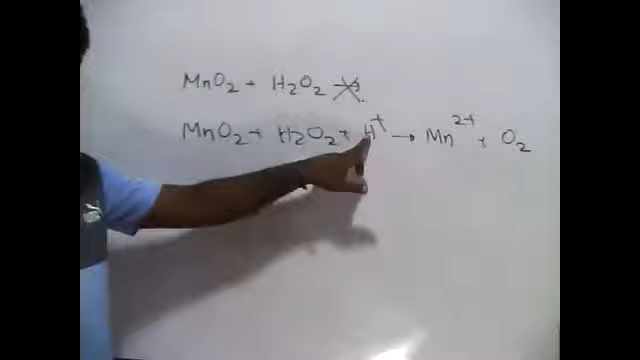 MnO₂ + H₂O₂ ↛
MnO₂ + H₂O₂ + H⁺ → Mn²⁺ + O₂